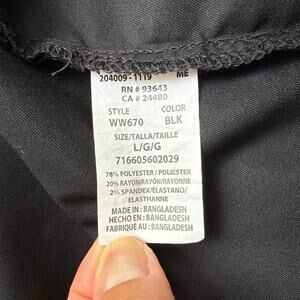 204009-1119 ME
RN # 93643
CA # 24480
STYLE COLOR
WW670 BLK
SIZE/TALLA/TAILLE
L/G/G
716605602029
78% POLYESTER/ POLIESTER
20% RAYON/RAYÓN/RAYONNE
2% SPANDEX/ELASTANO/
ELASTHANNE
MADE IN : BANGLADESH
HECHO EN : BANGLADESH
FABRIQUÉ AU : BANGLADESH